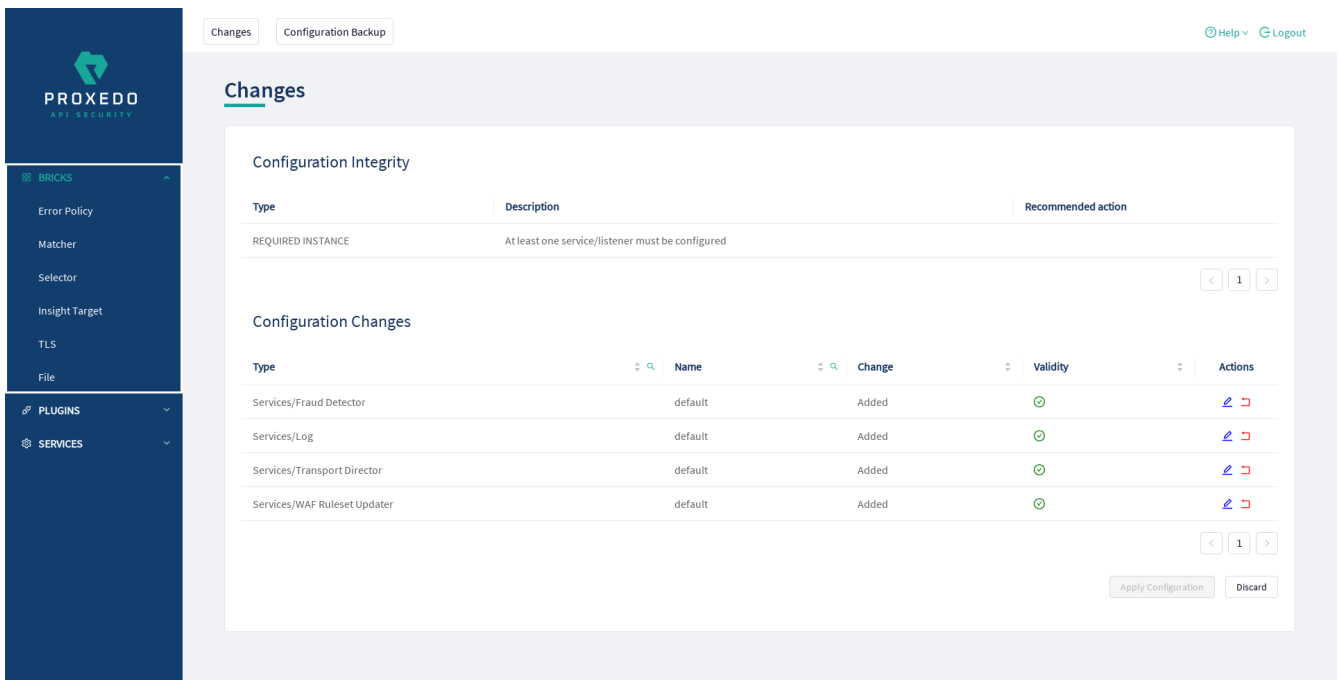 Changes Configuration Backup Help Logout
PROXEDO
API SECURITY
BRICKS
Error Policy
Matcher
Selector
Insight Target
TLS
File
PLUGINS
SERVICES
Changes
Configuration Integrity
Type Description Recommended action
REQUIRED INSTANCE At least one service/listener must be configured
< 1 >
Configuration Changes
Type Name Change Validity Actions
Services/Fraud Detector default Added
Services/Log default Added
Services/Transport Director default Added
Services/WAF Ruleset Updater default Added
< 1 >
Apply Configuration Discard